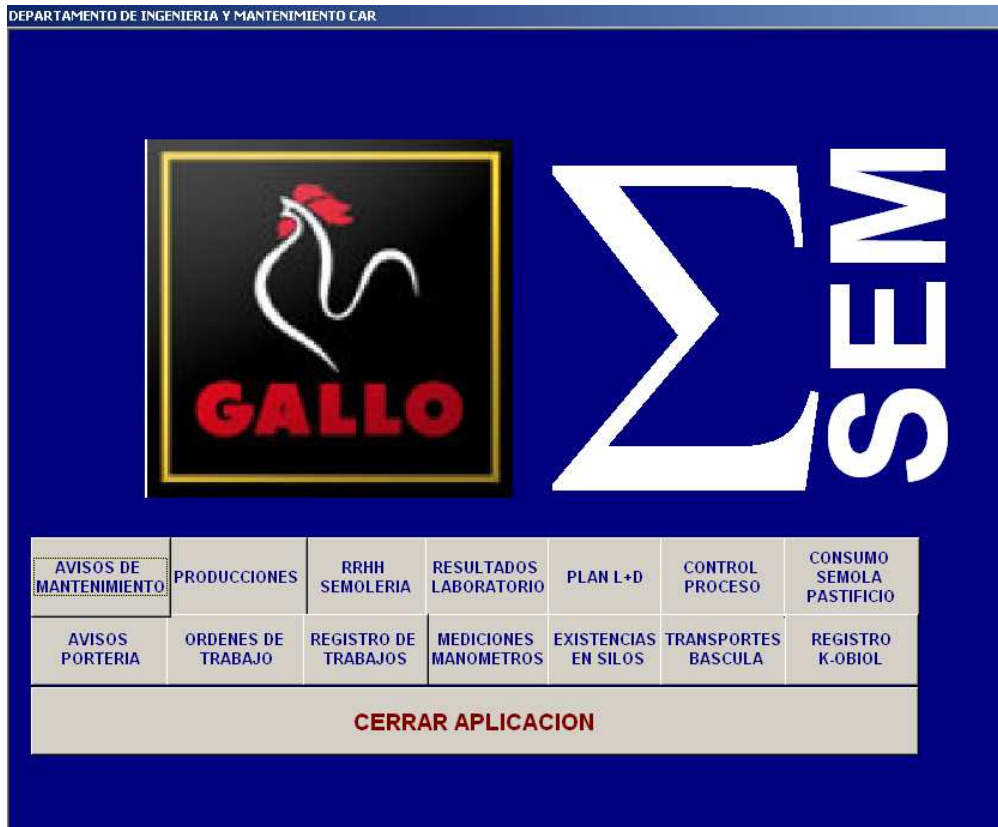 DEPARTAMENTO DE INGENIERIA Y MANTENIMIENTO CAR
GALLO
Σ
SEM
AVISOS DE
MANTENIMIENTO
PRODUCCIONES
RRHH
SEMOLERIA
RESULTADOS
LABORATORIO
PLAN L+D
CONTROL
PROCESO
CONSUMO
SEMOLA
PASTIFICIO
AVISOS
PORTERIA
ORDENES DE
TRABAJO
REGISTRO DE
TRABAJOS
MEDICIONES
MANOMETROS
EXISTENCIAS
EN SILOS
TRANSPORTES
BASCULA
REGISTRO
K-OBIOL
CERRAR APLICACION